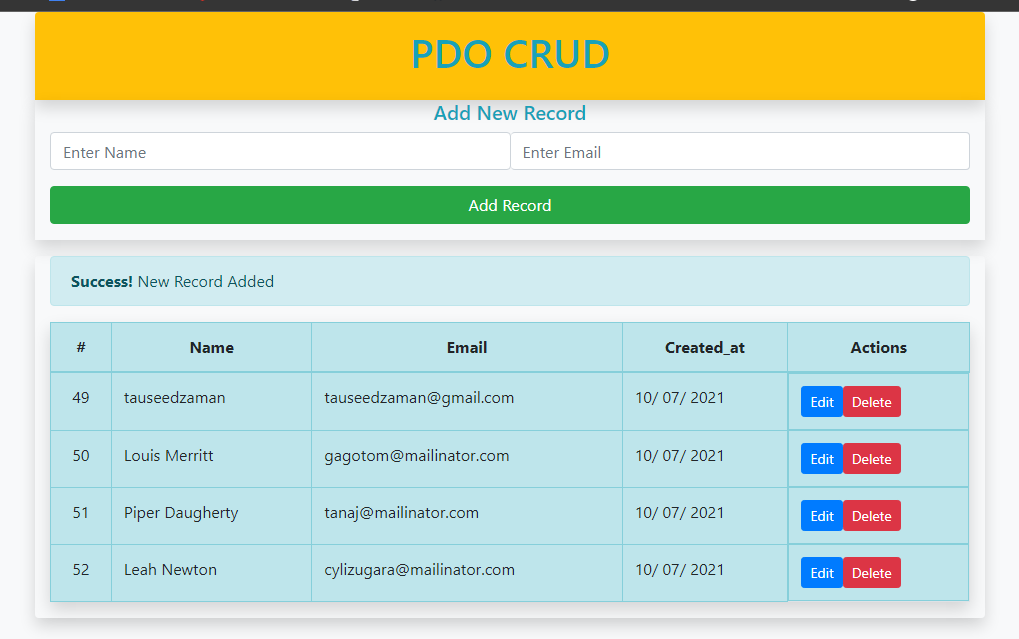 PDO CRUD
Add New Record
Enter Name Enter Email
Add Record
Success! New Record Added
# Name Email Created_at Actions
49 tauseedzaman tauseedzaman@gmail.com 10/ 07/ 2021 Edit Delete
50 Louis Merritt gagotom@mailinator.com 10/ 07/ 2021 Edit Delete
51 Piper Daugherty tanaj@mailinator.com 10/ 07/ 2021 Edit Delete
52 Leah Newton cylizugara@mailinator.com 10/ 07/ 2021 Edit Delete